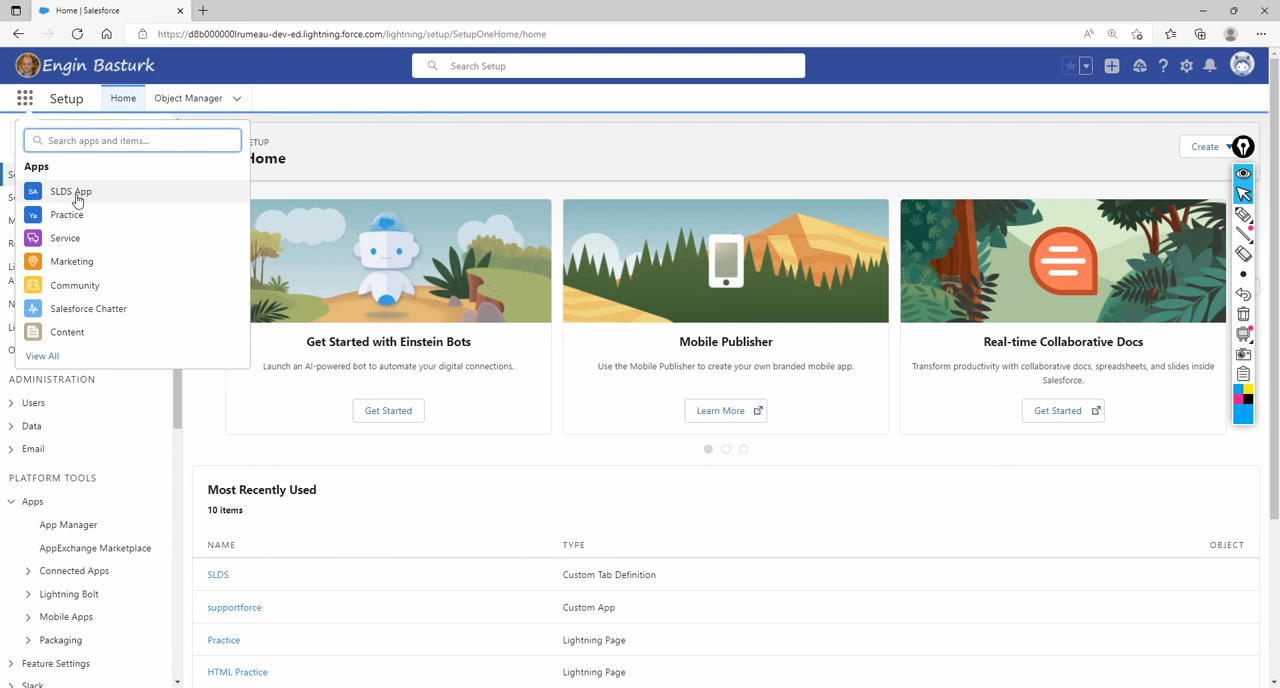 Home | Salesforce
https://d8b000000lrumeau-dev-ed.lightning.force.com/lightning/setup/SetupOneHome/home
Engin Basturk
Search Setup
Setup
Home
Object Manager
Search apps and items...
Apps
SA
SLDS App
Practice
Service
Marketing
Community
Salesforce Chatter
Content
View All
ETUP
Home
Create
Get Started with Einstein Bots
Launch an AI-powered bot to automate your digital connections.
Get Started
Mobile Publisher
Use the Mobile Publisher to create your own branded mobile app.
Learn More
Real-time Collaborative Docs
Transform productivity with collaborative docs, spreadsheets, and slides inside
Salesforce.
Get Started
ADMINISTRATION
Users
Data
Email
PLATFORM TOOLS
Apps
App Manager
AppExchange Marketplace
Connected Apps
Lightning Bolt
Mobile Apps
Packaging
Feature Settings
Slack
Most Recently Used
10 items
NAME TYPE OBJECT
SLDS Custom Tab Definition
supportforce Custom App
Practice Lightning Page
HTML Practice Lightning Page